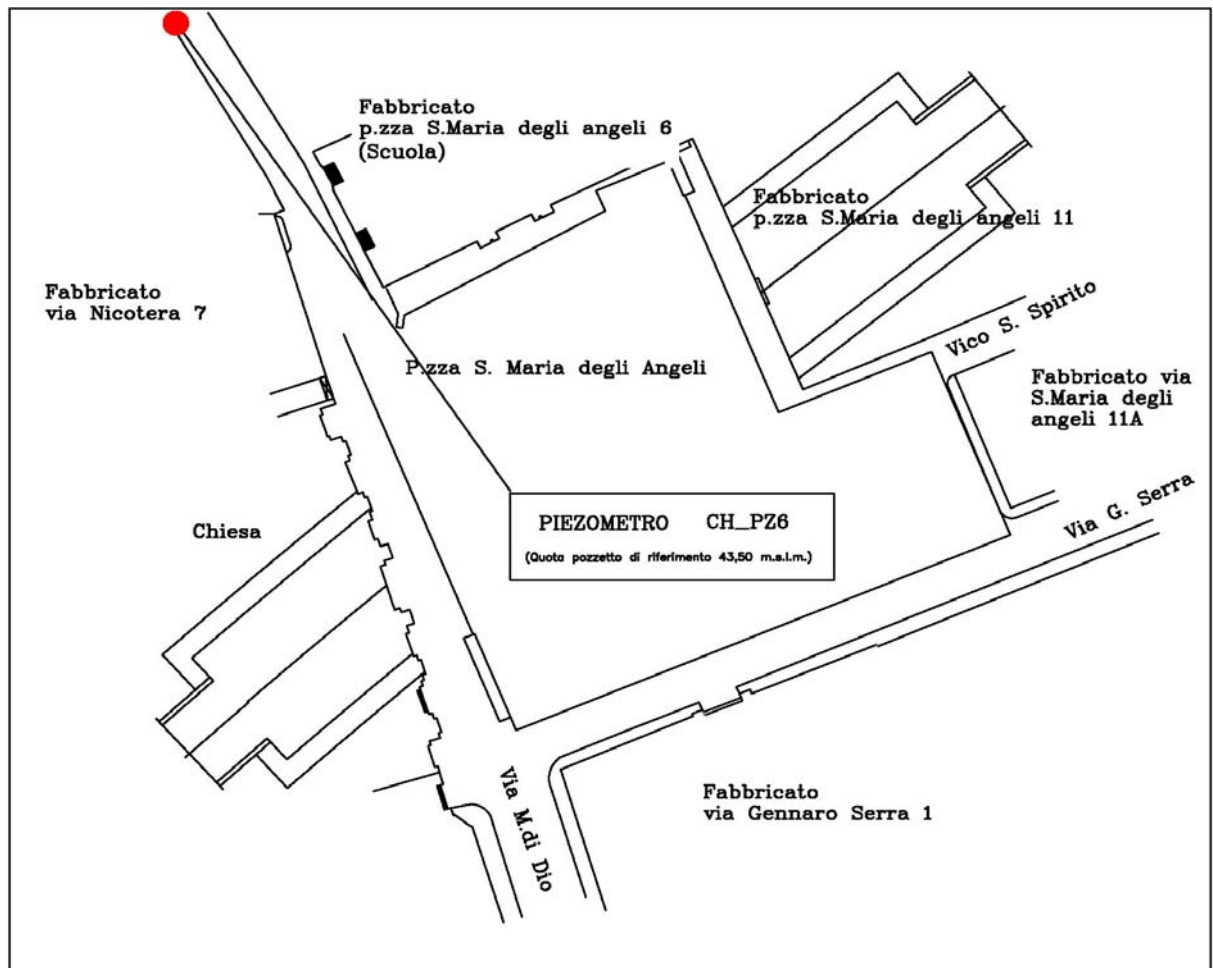 Fabbricato
p.zza S.Maria degli angeli 6
(Scuola)
Fabbricato
p.zza S.Maria degli angeli 11
Fabbricato
via Nicotera 7
Vico S. Spirito
P.zza S. Maria degli Angeli
Fabbricato via
S.Maria degli
angeli 11A
Via G. Serra
PIEZOMETRO CH_PZ6
(Quota pozzetto di riferimento 43,50 m.s.l.m.)
Chiesa
Via M.di Dio
Fabbricato
via Gennaro Serra 1